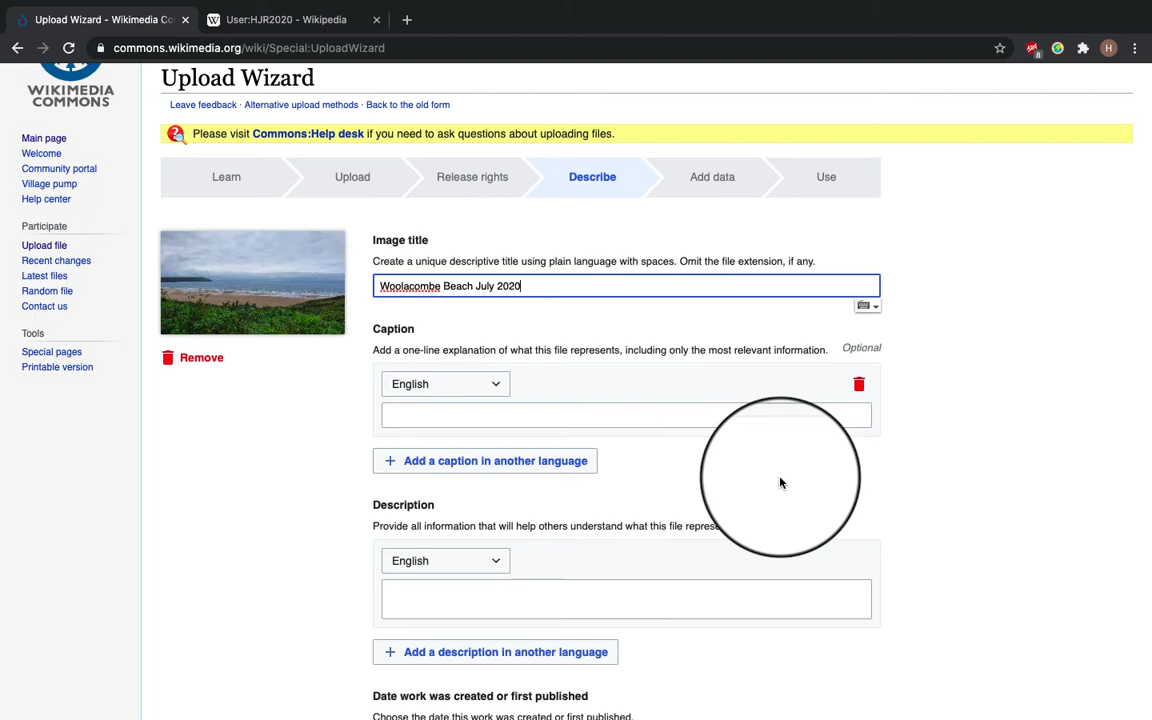 Upload Wizard - Wikimedia Co
User:HJR2020 - Wikipedia
commons.wikimedia.org/wiki/Special:UploadWizard
8
H
WIKIMEDIA
COMMONS
Main page
Welcome
Community portal
Village pump
Help center
Participate
Upload file
Recent changes
Latest files
Random file
Contact us
Tools
Special pages
Printable version
Upload Wizard
Leave feedback · Alternative upload methods · Back to the old form
Please visit Commons:Help desk if you need to ask questions about uploading files.
Learn
Upload
Release rights
Describe
Add data
Use
Remove
Image title
Create a unique descriptive title using plain language with spaces. Omit the file extension, if any.
Woolacombe Beach July 2020
Caption
Add a one-line explanation of what this file represents, including only the most relevant information.
Optional
English
+ Add a caption in another language
Description
Provide all information that will help others understand what this file represe
English
+ Add a description in another language
Date work was created or first published
Choose the date this work was created or first published.